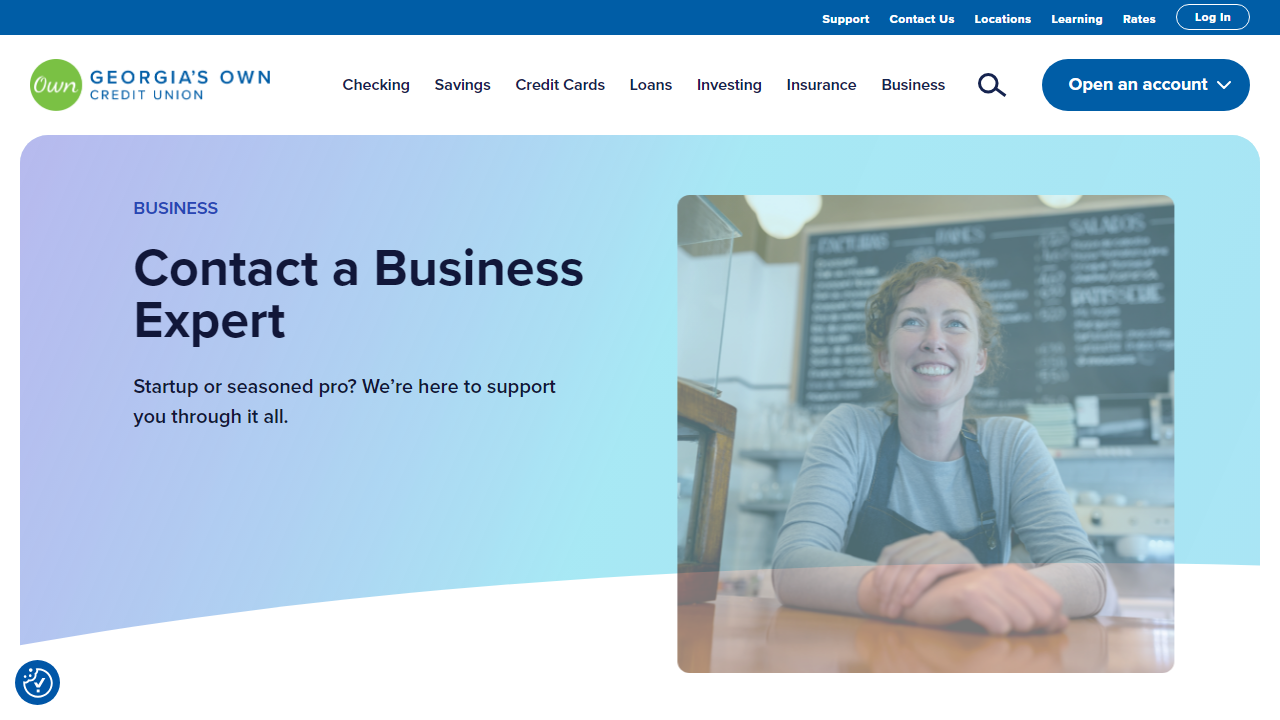 Support Contact Us Locations Learning Rates Log In
Own GEORGIA'S OWN
CREDIT UNION
Checking Savings Credit Cards Loans Investing Insurance Business Open an account
BUSINESS
Contact a Business
Expert
Startup or seasoned pro? We're here to support
you through it all.
PATISSERIE